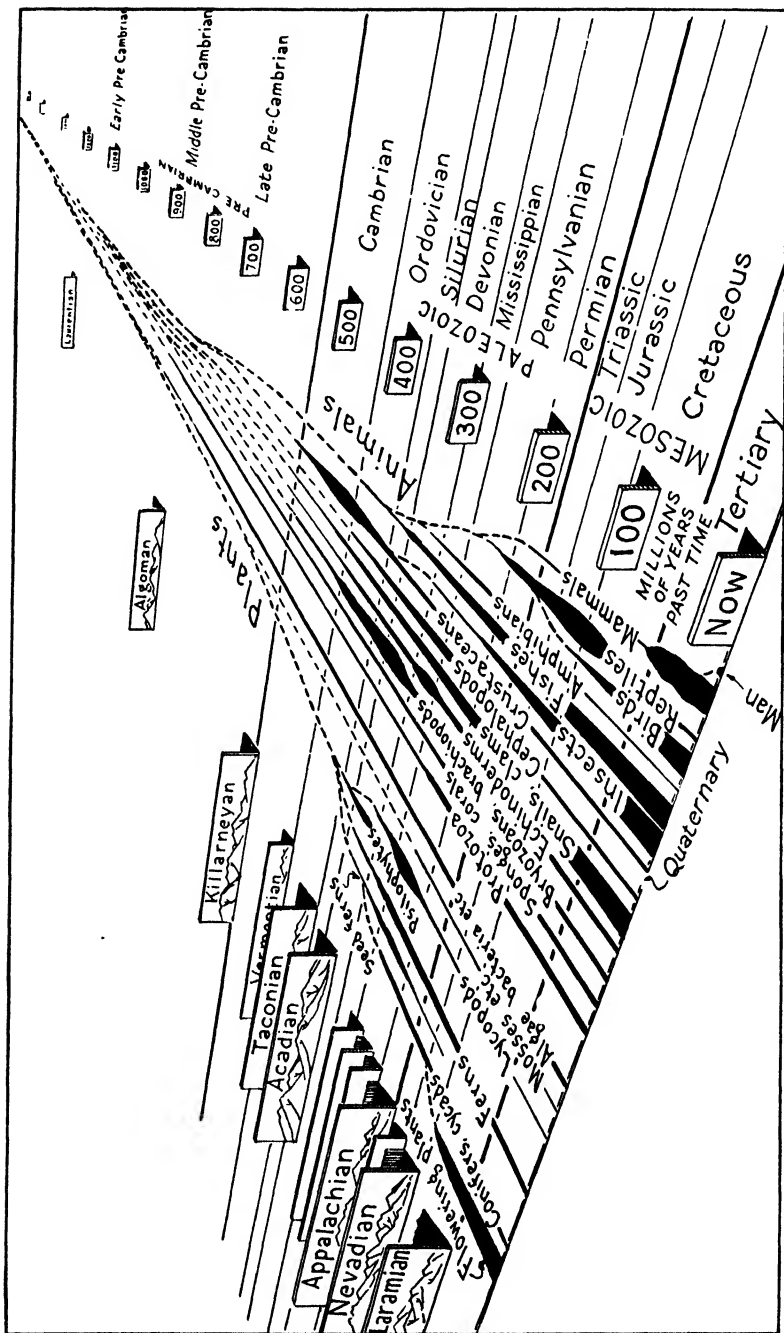 Early Pre Cambrian
Middle Pre-Cambrian
PRE CAMBRIAN
Late Pre-Cambrian
Cambrian
Ordovician
Silurian
Devonian
Mississippian
PALEOZOIC
Pennsylvanian
Permian
Triassic
Jurassic
MESOZOIC
Cretaceous
Tertiary
900
800
700
600
500
400
300
200
100
MILLIONS
OF YEARS
PAST TIME
Now
Laurentian
Algoman
Killarneyan
Vermontian
Taconian
Acadian
Appalachian
Nevadian
Laramian
Plants
Animals
Seed Ferns
Psilophytes
Flowering plants
Conifers, cycads
Ferns
Lycopods
Mosses etc
Algae bacteria etc
Protozoa
Sponges, corals
Bryozoans brachiopods
Echinoderms
Snails, clams
Cephalopods
Crustaceans
Insects
Fishes
Amphibians
Birds
Reptiles
Mammals
Man
Quaternary